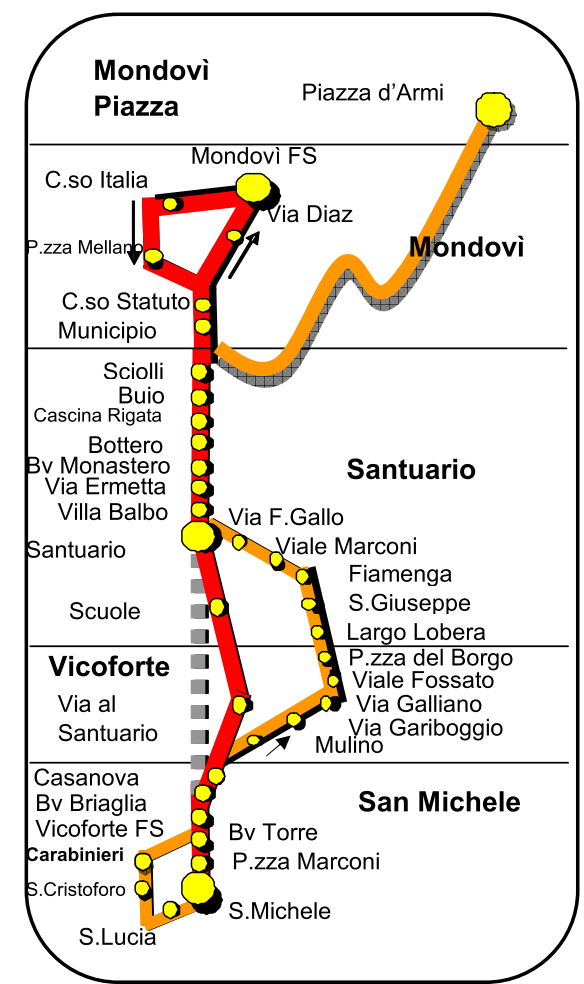 Mondovì
Piazza
Piazza d’Armi
Mondovì FS
C.so Italia
Via Diaz
P.zza Mellano
Mondovì
C.so Statuto
Municipio
Sciolli
Buio
Cascina Rigata
Bottero
Bv Monastero
Santuario
Via Ermetta
Villa Balbo
Via F.Gallo
Santuario
Viale Marconi
Fiamenga
S.Giuseppe
Scuole
Largo Lobera
P.zza del Borgo
Vicoforte
Viale Fossato
Via al
Santuario
Via Galliano
Via Gariboggio
Mulino
Casanova
Bv Briaglia
San Michele
Vicoforte FS
Bv Torre
Carabinieri
P.zza Marconi
S.Cristoforo
S.Michele
S.Lucia